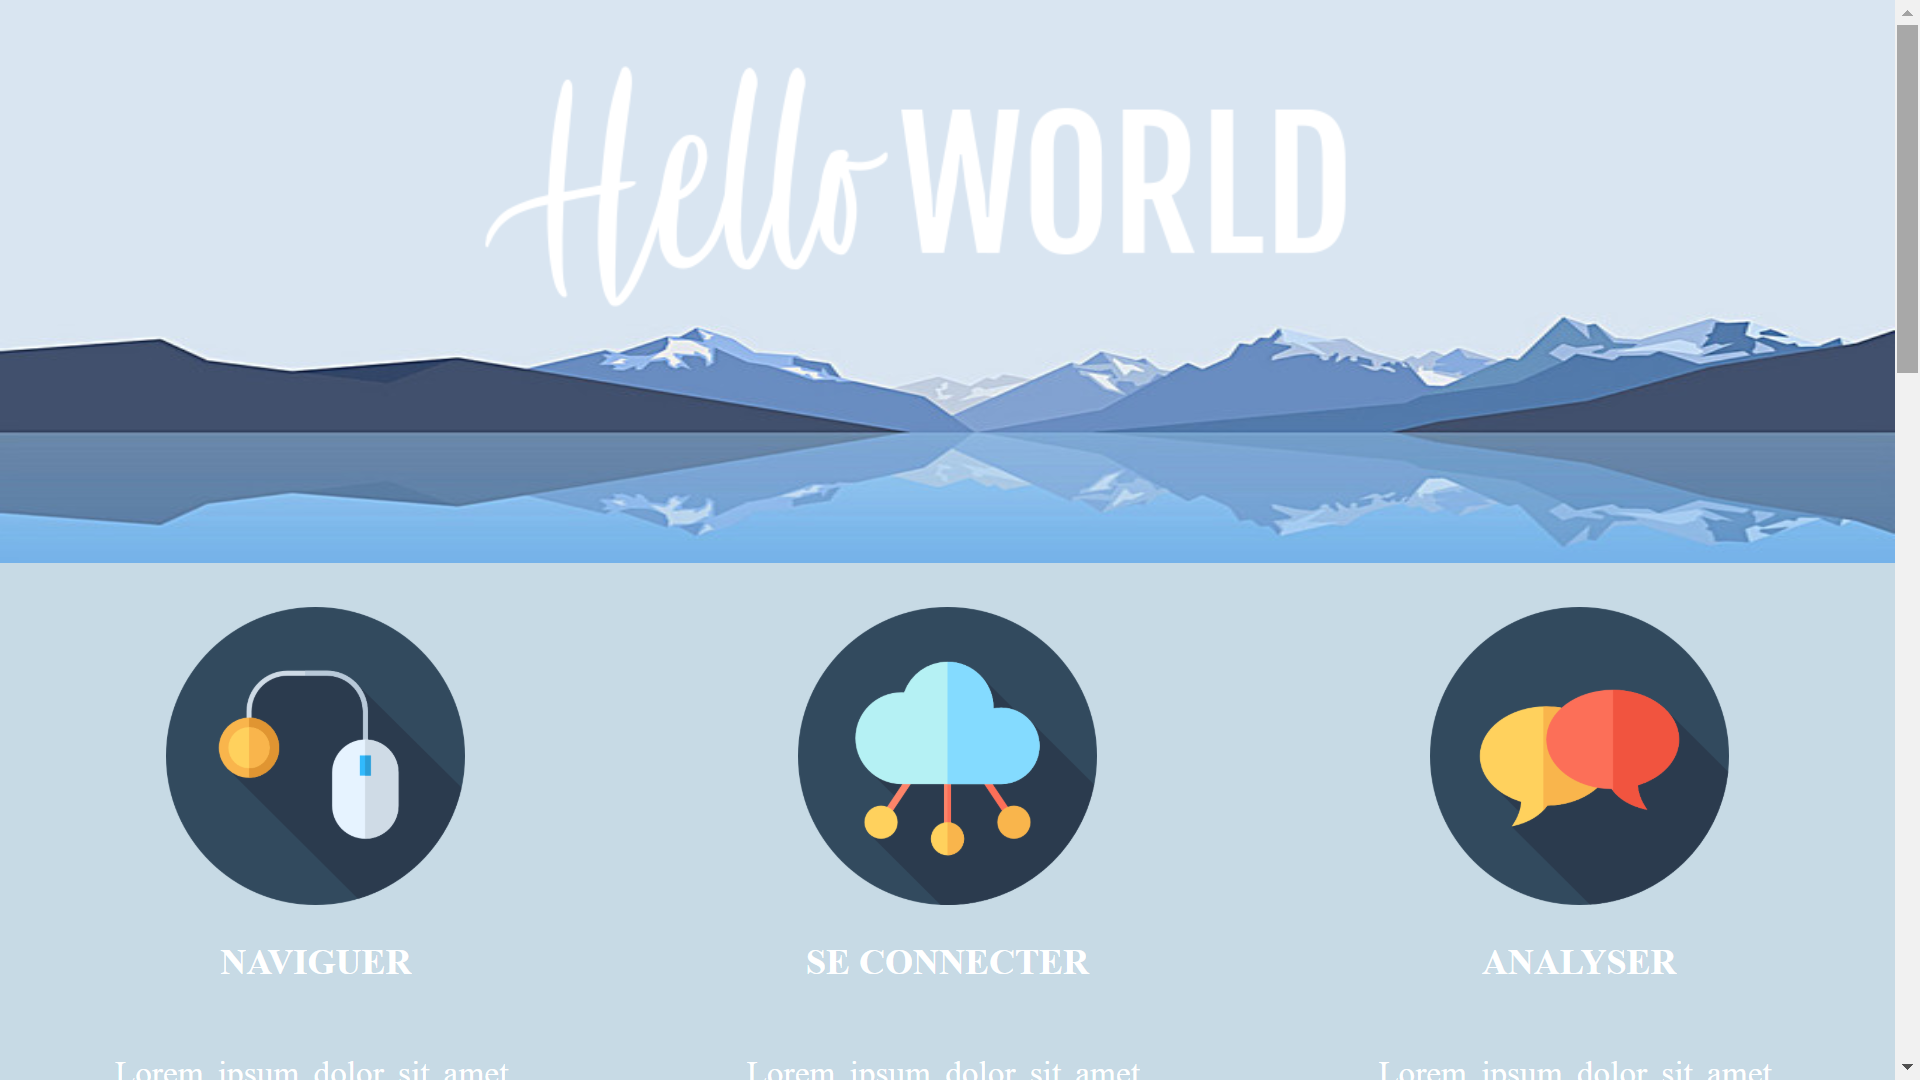 Hello WORLD
NAVIGUER
SE CONNECTER
ANALYSER
Lorem ipsum dolor sit amet
Lorem ipsum dolor sit amet
Lorem ipsum dolor sit amet